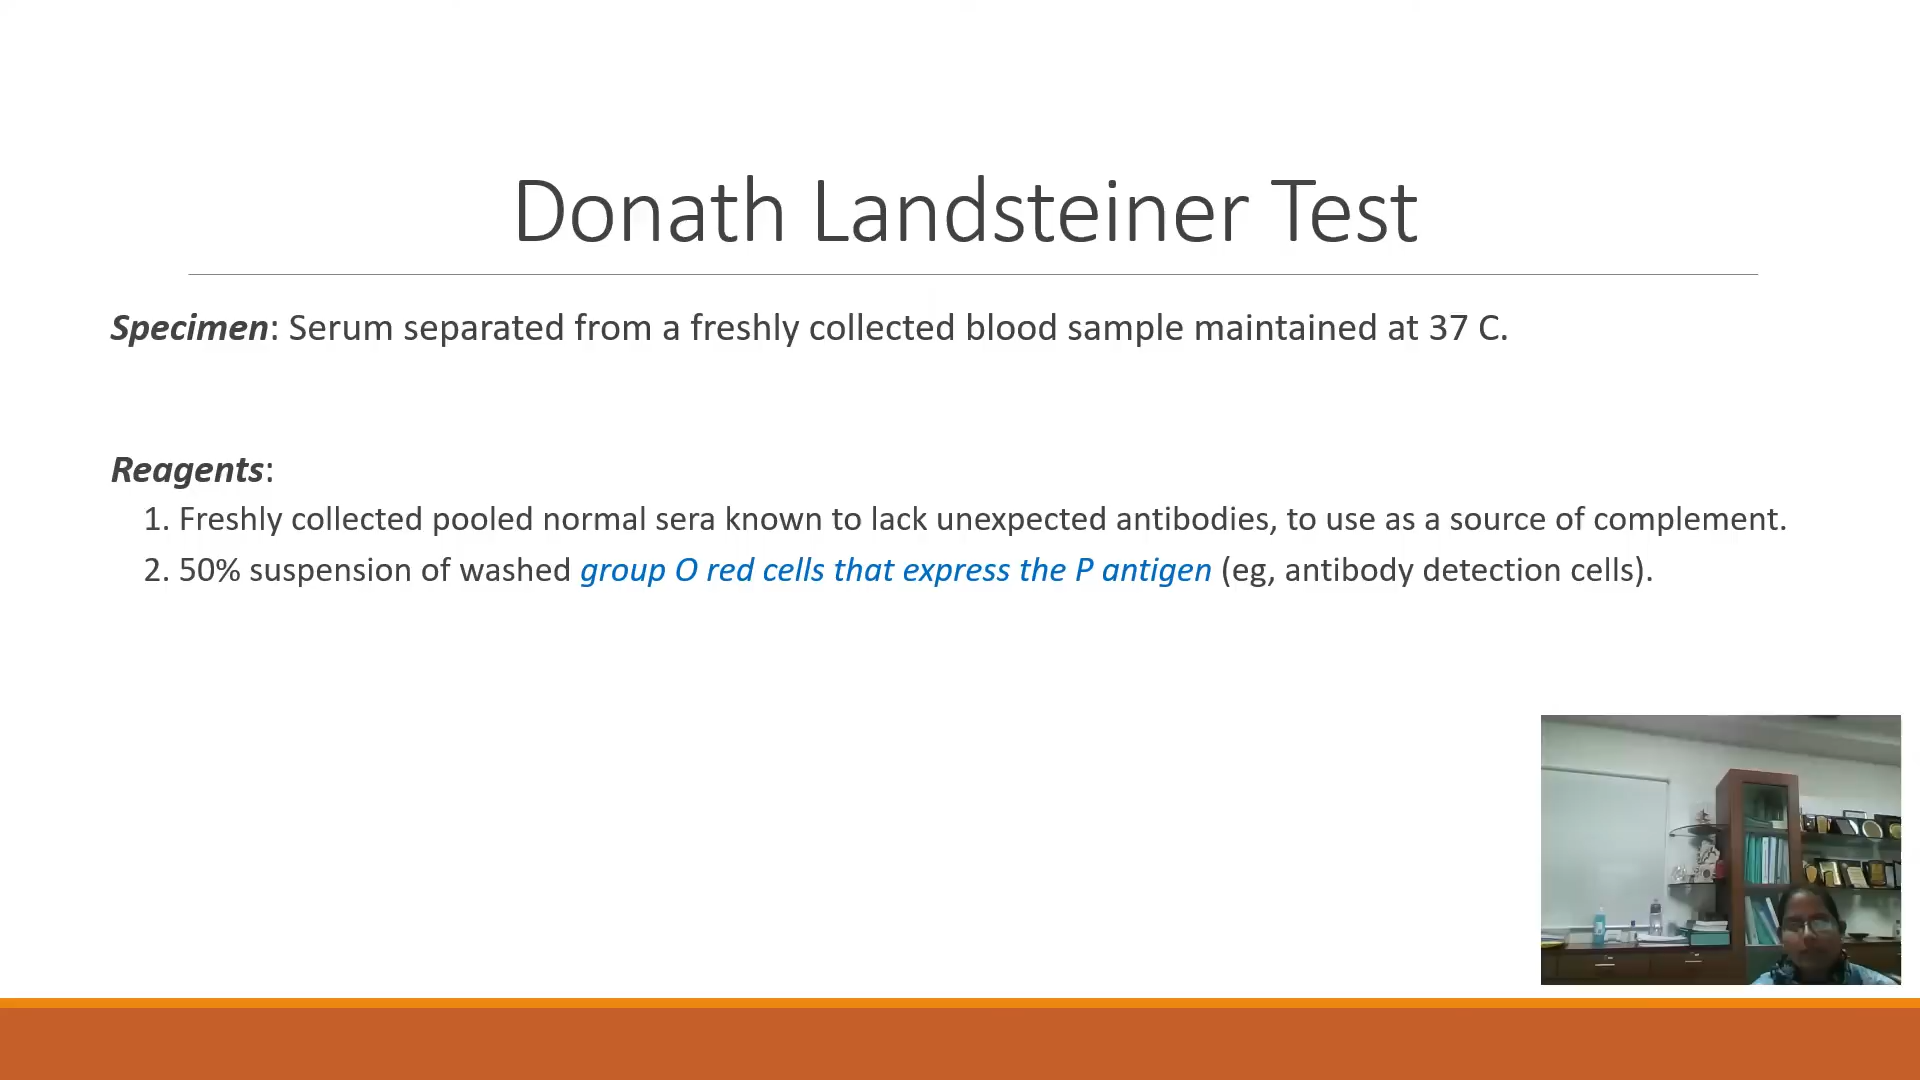 Donath Landsteiner Test
Specimen: Serum separated from a freshly collected blood sample maintained at 37 C.
Reagents:
1. Freshly collected pooled normal sera known to lack unexpected antibodies, to use as a source of complement.
2. 50% suspension of washed group O red cells that express the P antigen (eg, antibody detection cells).